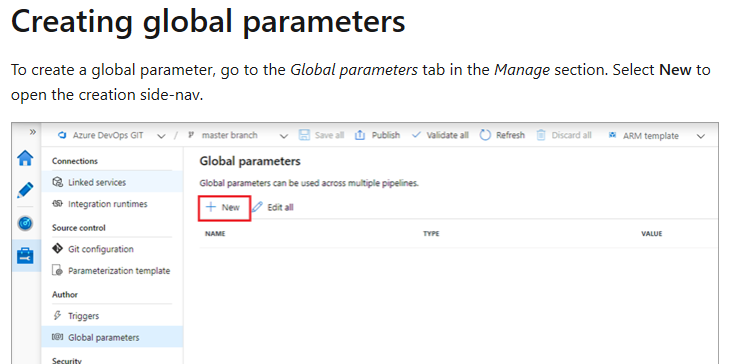 Creating global parameters
To create a global parameter, go to the Global parameters tab in the Manage section. Select New to
open the creation side-nav.
» Azure DevOps GIT / master branch Save all Publish Validate all Refresh Discard all ARM template
Connections
Linked services
Integration runtimes
Source control
Git configuration
Parameterization template
Author
Triggers
Global parameters
Security
Global parameters
Global parameters can be used across multiple pipelines.
+ New Edit all
NAME TYPE VALUE